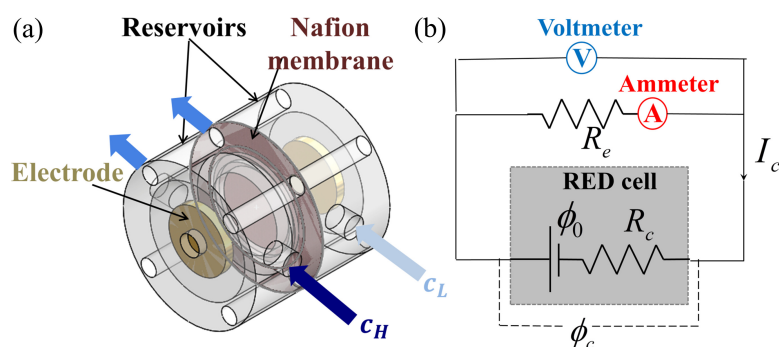 (a)
Reservoirs
Nafion
membrane
Electrode
c_L
c_H
(b)
Voltmeter
V
Ammeter
A
R_e
I_c
RED cell
ϕ_0
R_c
ϕ_c